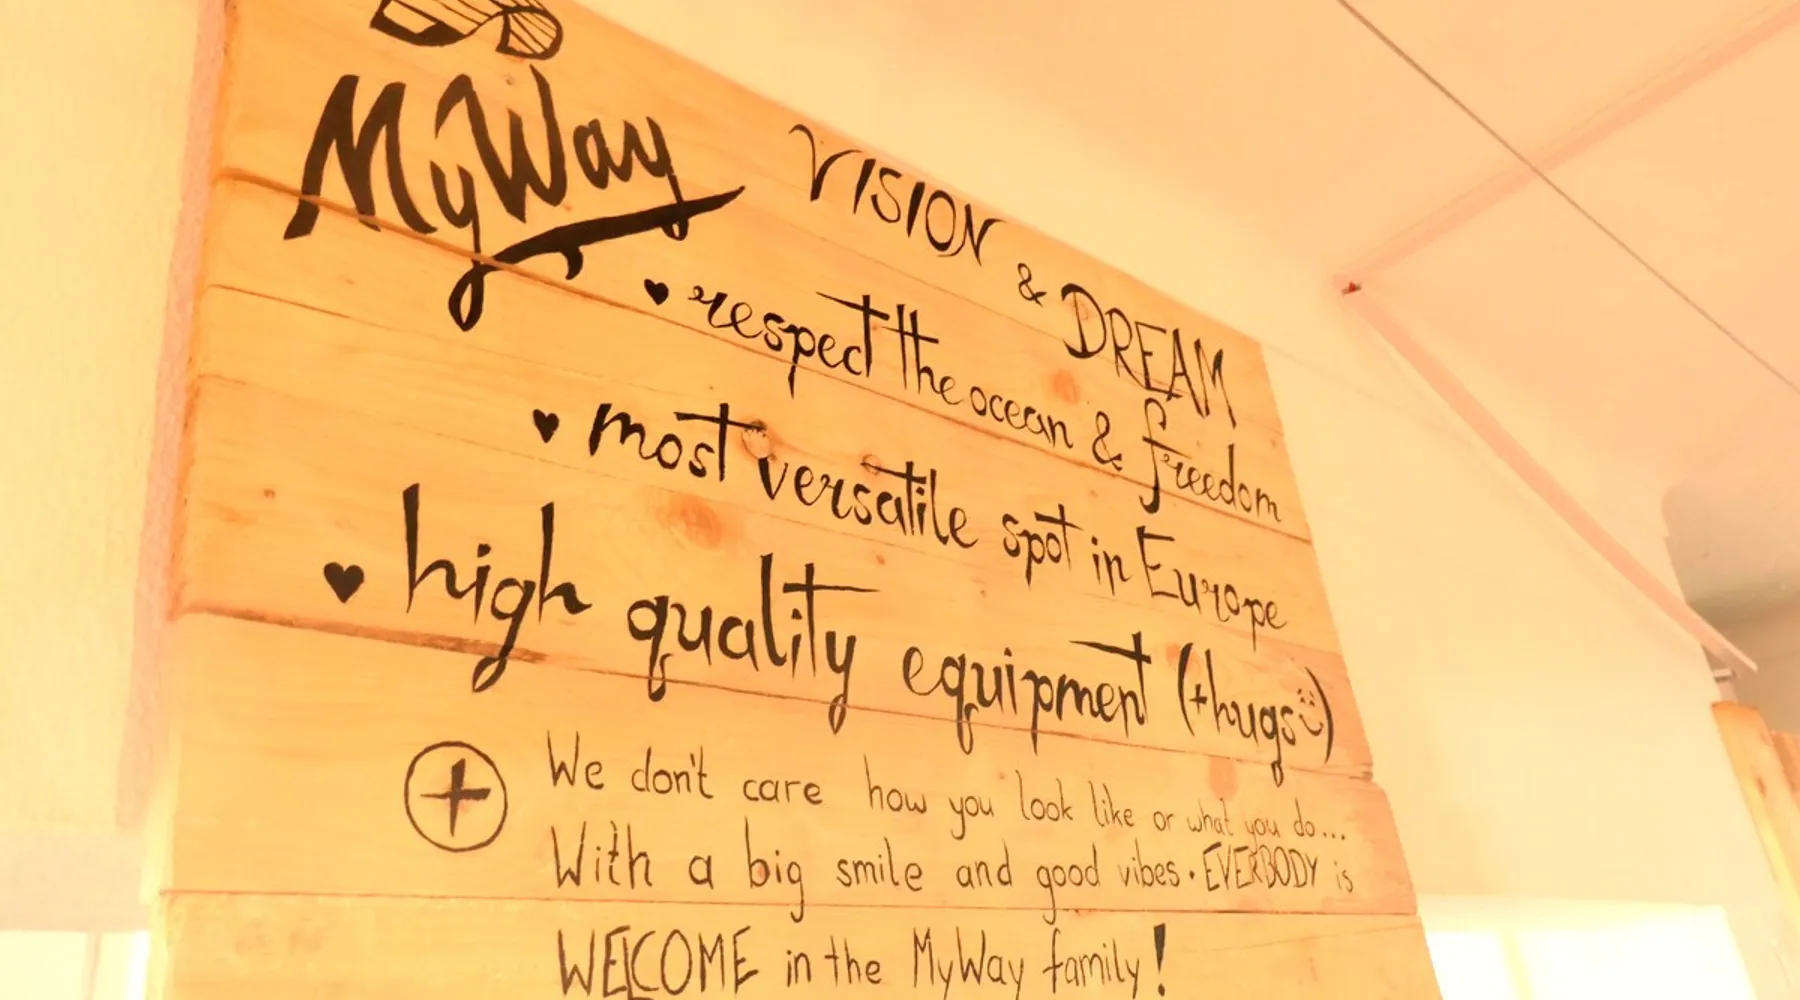 MyWay
VISION & DREAM
♥ respect the ocean & freedom
♥ most versatile spot in Europe
♥ high quality equipment (+hugs ツ)
+ We don't care how you look like or what you do...
With a big smile and good vibes • EVERBODY is
WELCOME in the MyWay family!